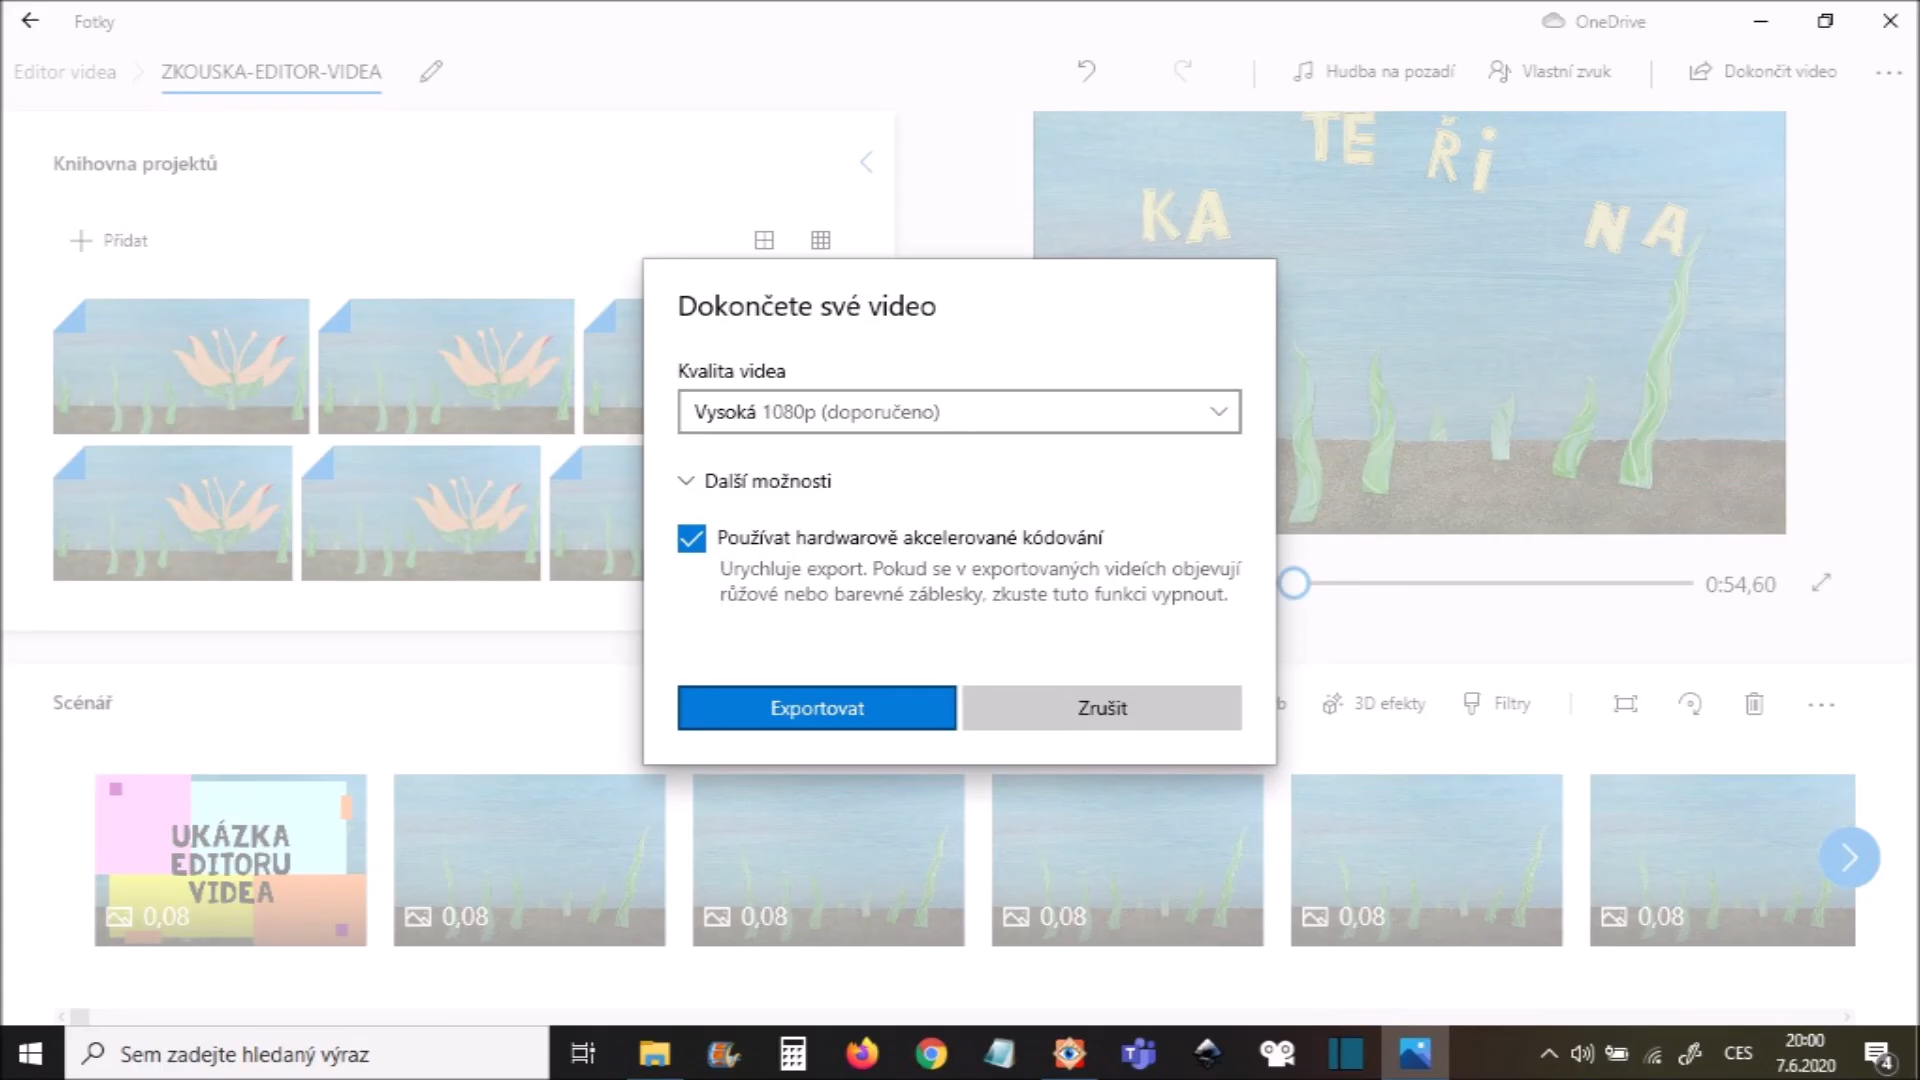 Fotky
OneDrive
Editor videa
ZKOUSKA-EDITOR-VIDEA
Hudba na pozadí
Vlastní zvuk
Dokončit video
Knihovna projektů
Přidat
KA TEŘi NA
Dokončete své video
Kvalita videa
Vysoká 1080p (doporučeno)
Další možnosti
Používat hardwarově akcelerované kódování
Urychluje export. Pokud se v exportovaných videích objevují
růžové nebo barevné záblesky, zkuste tuto funkci vypnout.
0:54,60
Exportovat
Zrušit
Scénář
b
3D efekty
Filtry
UKÁZKA
EDITORU
VIDEA
0,08
0,08
0,08
0,08
0,08
0,08
Sem zadejte hledaný výraz
CES
20:00
7.6.2020
4